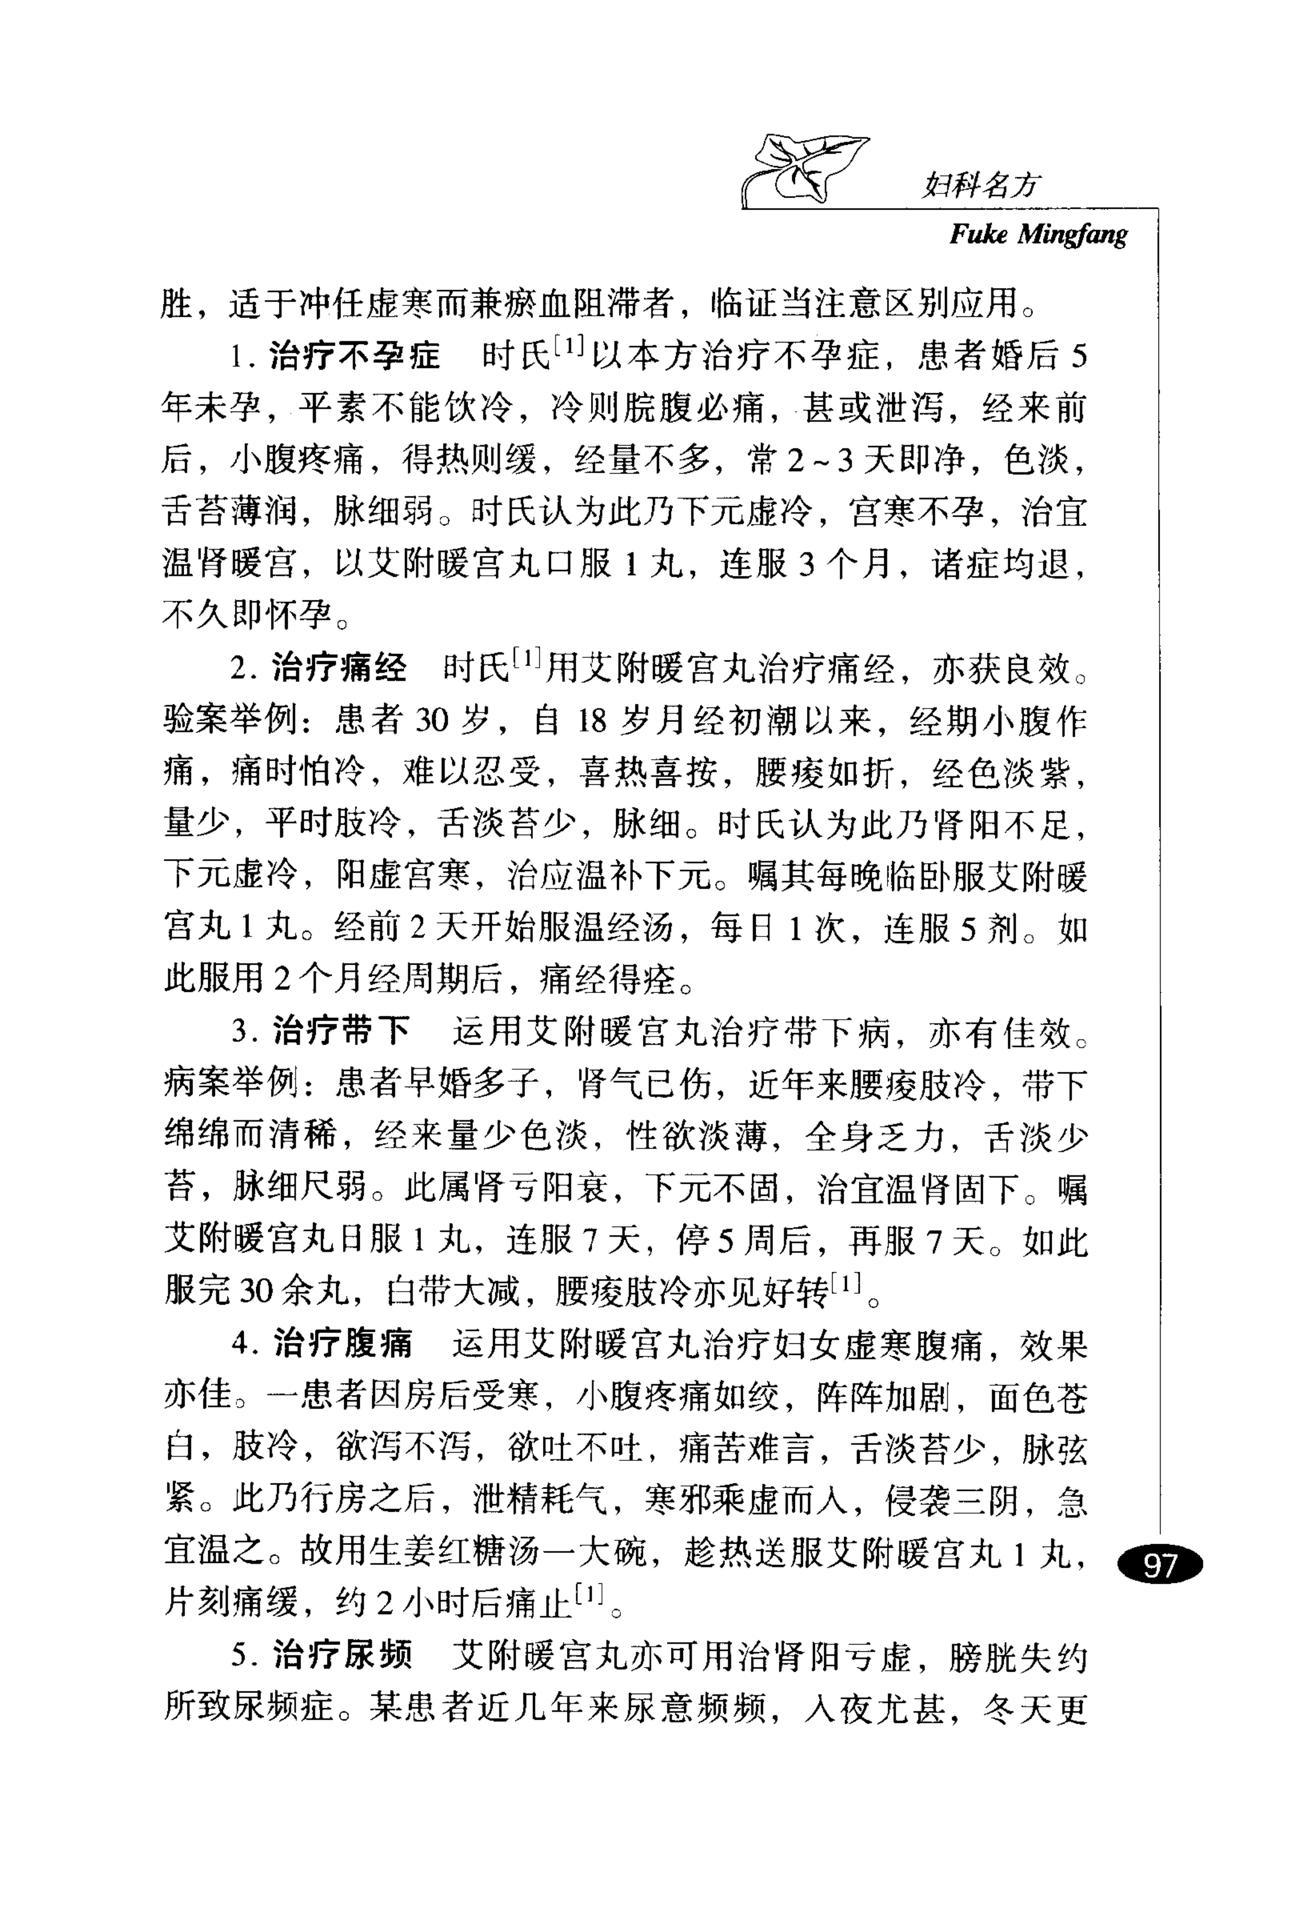 妇科名方
Fuke Mingfang
胜，适于冲任虚寒而兼瘀血阻滞者，临证当注意区别应用。
1. 治疗不孕症　时氏[1]以本方治疗不孕症，患者婚后 5
年未孕，平素不能饮冷，冷则脘腹必痛，甚或泄泻，经来前
后，小腹疼痛，得热则缓，经量不多，常 2~3 天即净，色淡，
舌苔薄润，脉细弱。时氏认为此乃下元虚冷，宫寒不孕，治宜
温肾暖宫，以艾附暖宫丸口服 1 丸，连服 3 个月，诸症均退，
不久即怀孕。
2. 治疗痛经　时氏[1]用艾附暖宫丸治疗痛经，亦获良效。
验案举例：患者 30 岁，自 18 岁月经初潮以来，经期小腹作
痛，痛时怕冷，难以忍受，喜热喜按，腰痠如折，经色淡紫，
量少，平时肢冷，舌淡苔少，脉细。时氏认为此乃肾阳不足，
下元虚冷，阳虚宫寒，治应温补下元。嘱其每晚临卧服艾附暖
宫丸 1 丸。经前 2 天开始服温经汤，每日 1 次，连服 5 剂。如
此服用 2 个月经周期后，痛经得痊。
3. 治疗带下　运用艾附暖宫丸治疗带下病，亦有佳效。
病案举例：患者早婚多子，肾气已伤，近年来腰痠肢冷，带下
绵绵而清稀，经来量少色淡，性欲淡薄，全身乏力，舌淡少
苔，脉细尺弱。此属肾亏阳衰，下元不固，治宜温肾固下。嘱
艾附暖宫丸日服 1 丸，连服 7 天，停 5 周后，再服 7 天。如此
服完 30 余丸，白带大减，腰痠肢冷亦见好转[1]。
4. 治疗腹痛　运用艾附暖宫丸治疗妇女虚寒腹痛，效果
亦佳。一患者因房后受寒，小腹疼痛如绞，阵阵加剧，面色苍
白，肢冷，欲泻不泻，欲吐不吐，痛苦难言，舌淡苔少，脉弦
紧。此乃行房之后，泄精耗气，寒邪乘虚而入，侵袭三阴，急
宜温之。故用生姜红糖汤一大碗，趁热送服艾附暖宫丸 1 丸，
片刻痛缓，约 2 小时后痛止[1]。
97
5. 治疗尿频　艾附暖宫丸亦可用治肾阳亏虚，膀胱失约
所致尿频症。某患者近几年来尿意频频，入夜尤甚，冬天更